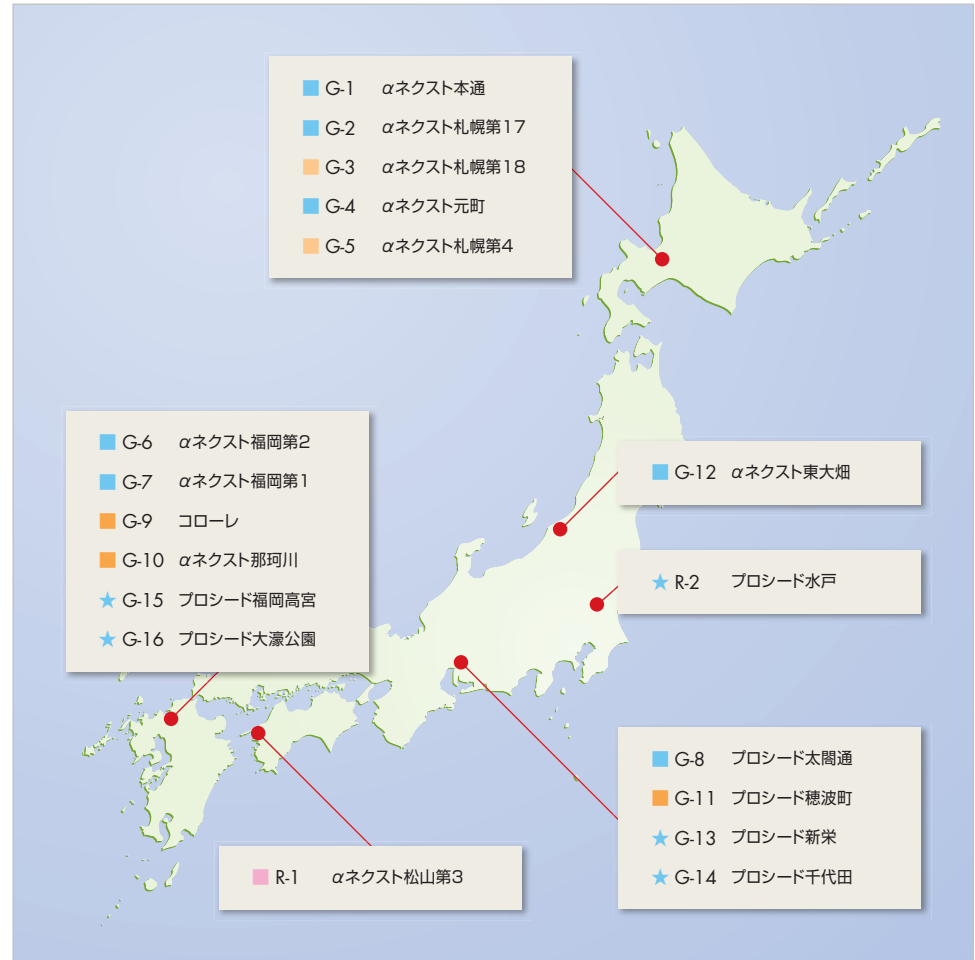 G-1 αネクスト本通
G-2 αネクスト札幌第17
G-3 αネクスト札幌第18
G-4 αネクスト元町
G-5 αネクスト札幌第4
G-6 αネクスト福岡第2
G-7 αネクスト福岡第1
G-9 コローレ
G-10 αネクスト那珂川
G-15 プロシード福岡高宮
G-16 プロシード大濠公園
G-12 αネクスト東大畑
R-2 プロシード水戸
G-8 プロシード太閤通
G-11 プロシード穂波町
G-13 プロシード新栄
G-14 プロシード千代田
R-1 αネクスト松山第3